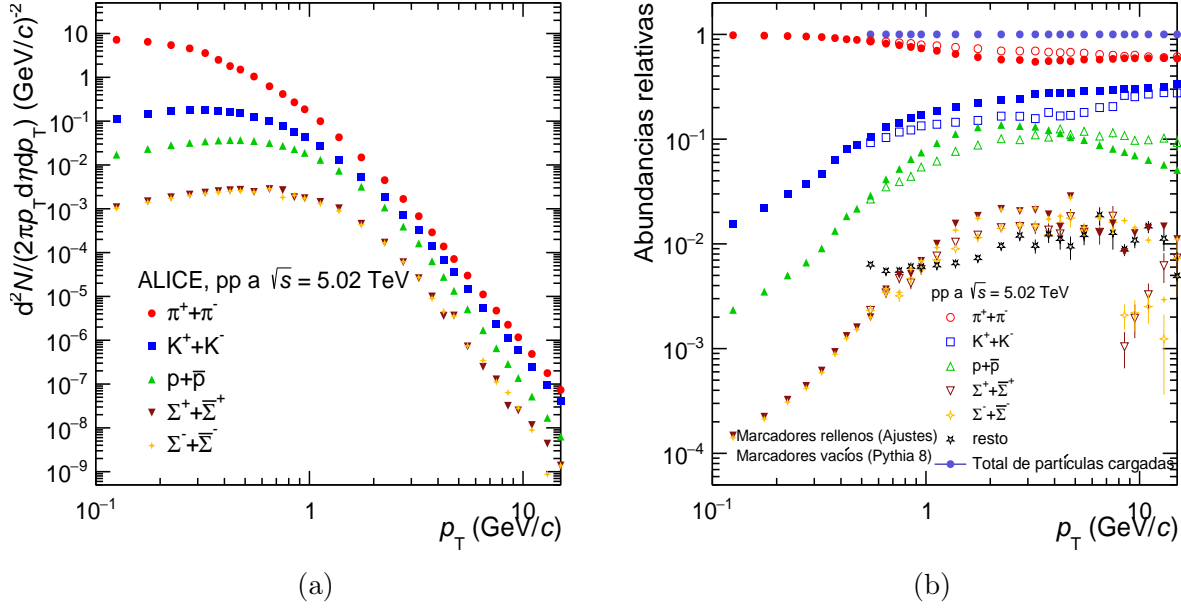 d²N/(2πp_T dηdp_T) (GeV/c)⁻²
10
1
10⁻¹
10⁻²
10⁻³
10⁻⁴
10⁻⁵
10⁻⁶
10⁻⁷
10⁻⁸
10⁻⁹
ALICE, pp a √s = 5.02 TeV
π⁺+π⁻
K⁺+K⁻
p+p̅
Σ⁺+Σ̅⁺
Σ⁻+Σ̅⁻
10⁻¹ 1 10
p_T (GeV/c)
(a)
Abundancias relativas
1
10⁻¹
10⁻²
10⁻³
10⁻⁴
pp a √s = 5.02 TeV
π⁺+π⁻
K⁺+K⁻
p+p̅
Σ⁺+Σ̅⁺
Σ⁻+Σ̅⁻
resto
Total de partículas cargadas
Marcadores rellenos (Ajustes)
Marcadores vacíos (Pythia 8)
10⁻¹ 1 10
p_T (GeV/c)
(b)